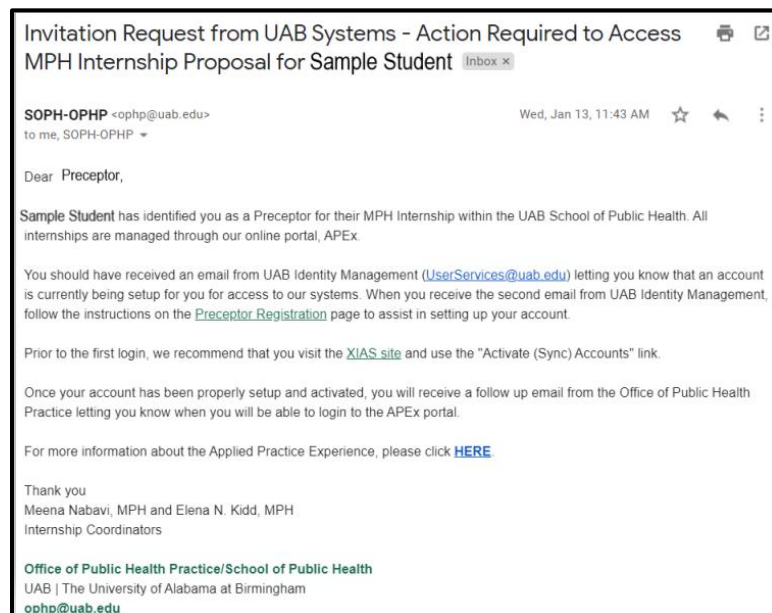 Invitation Request from UAB Systems - Action Required to Access
MPH Internship Proposal for Sample Student Inbox ×
SOPH-OPHP <ophp@uab.edu> Wed, Jan 13, 11:43 AM
to me, SOPH-OPHP
Dear Preceptor,
Sample Student has identified you as a Preceptor for their MPH Internship within the UAB School of Public Health. All
internships are managed through our online portal, APEx.
You should have received an email from UAB Identity Management (UserServices@uab.edu) letting you know that an account
is currently being setup for you for access to our systems. When you receive the second email from UAB Identity Management,
follow the instructions on the Preceptor Registration page to assist in setting up your account.
Prior to the first login, we recommend that you visit the XIAS site and use the "Activate (Sync) Accounts" link.
Once your account has been properly setup and activated, you will receive a follow up email from the Office of Public Health
Practice letting you know when you will be able to login to the APEx portal.
For more information about the Applied Practice Experience, please click HERE.
Thank you
Meena Nabavi, MPH and Elena N. Kidd, MPH
Internship Coordinators
Office of Public Health Practice/School of Public Health
UAB | The University of Alabama at Birmingham
ophp@uab.edu